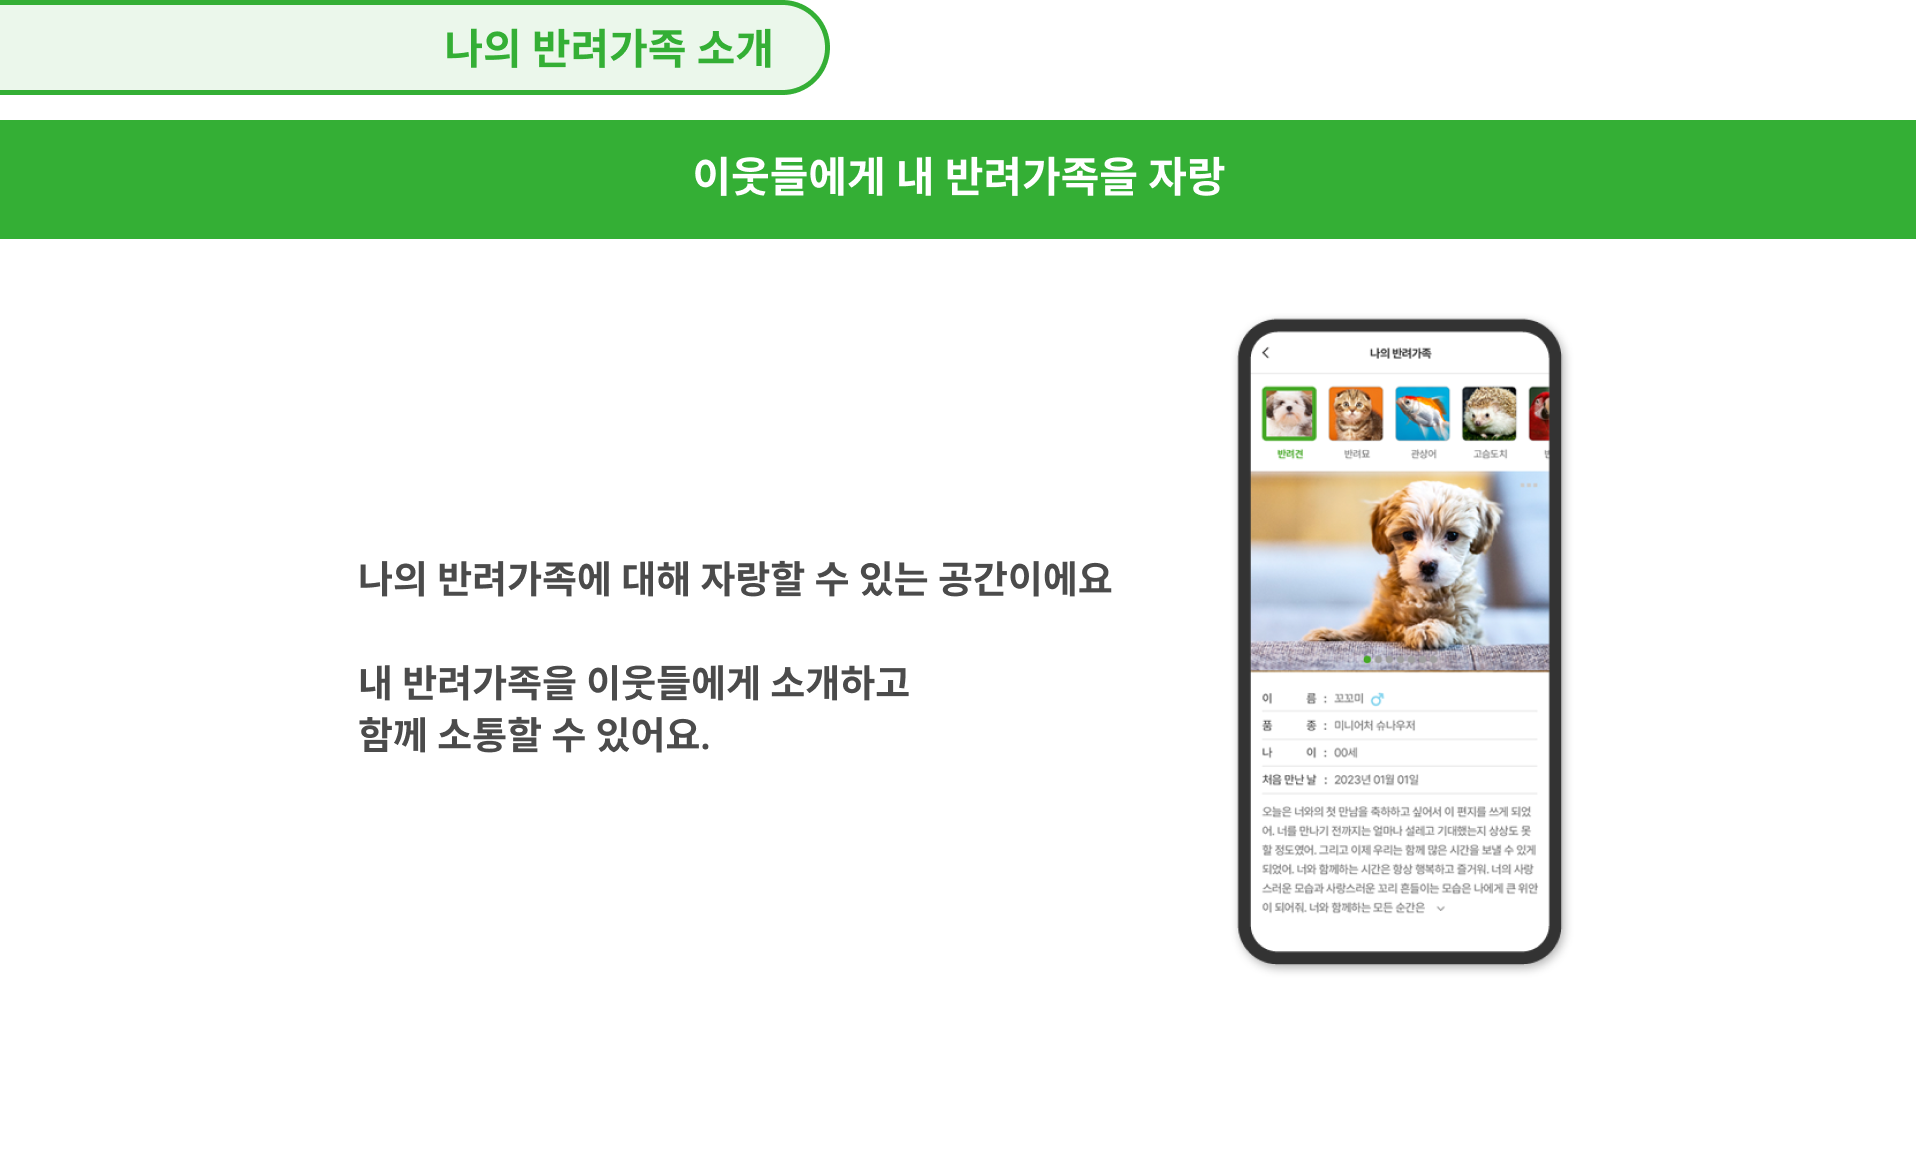 나의 반려가족 소개
이웃들에게 내 반려가족을 자랑
나의 반려가족에 대해 자랑할 수 있는 공간이에요
내 반려가족을 이웃들에게 소개하고
함께 소통할 수 있어요.
나의 반려가족
반려견 반려묘 관상어 고슴도치
이 름 : 꼬꼬미 ♂
품 종 : 미니어처 슈나우저
나 이 : 00세
처음 만난 날 : 2023년 01월 01일
오늘은 너와의 첫 만남을 축하하고 싶어서 이 편지를 쓰게 되었
어. 너를 만나기 전까지는 얼마나 설레고 기대했는지 상상도 못
할 정도였어. 그리고 이제 우리는 함께 많은 시간을 보낼 수 있게
되었어. 너와 함께하는 시간은 항상 행복하고 즐거워. 너의 사랑
스러운 모습과 사랑스러운 꼬리 흔들이는 모습은 나에게 큰 위안
이 되어줘. 너와 함께하는 모든 순간은